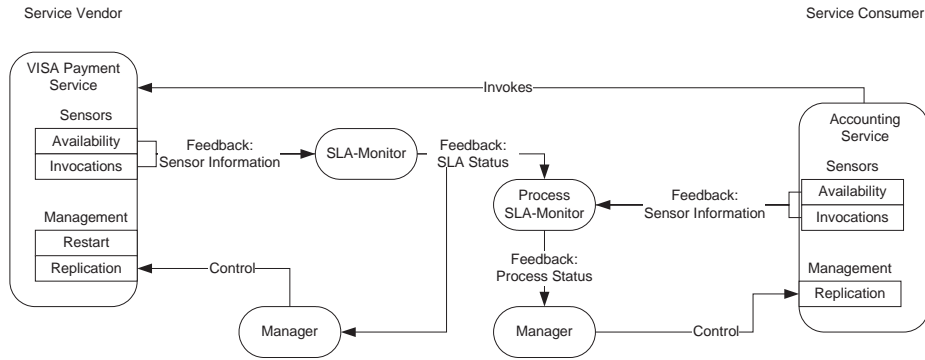 Service Vendor
Service Consumer
VISA Payment
Service
Sensors
Availability
Invocations
Management
Restart
Replication
Invokes
Feedback:
Sensor Information
SLA-Monitor
Feedback:
SLA Status
Process
SLA-Monitor
Feedback:
Sensor Information
Feedback:
Process Status
Control
Manager
Manager
Control
Accounting
Service
Sensors
Availability
Invocations
Management
Replication